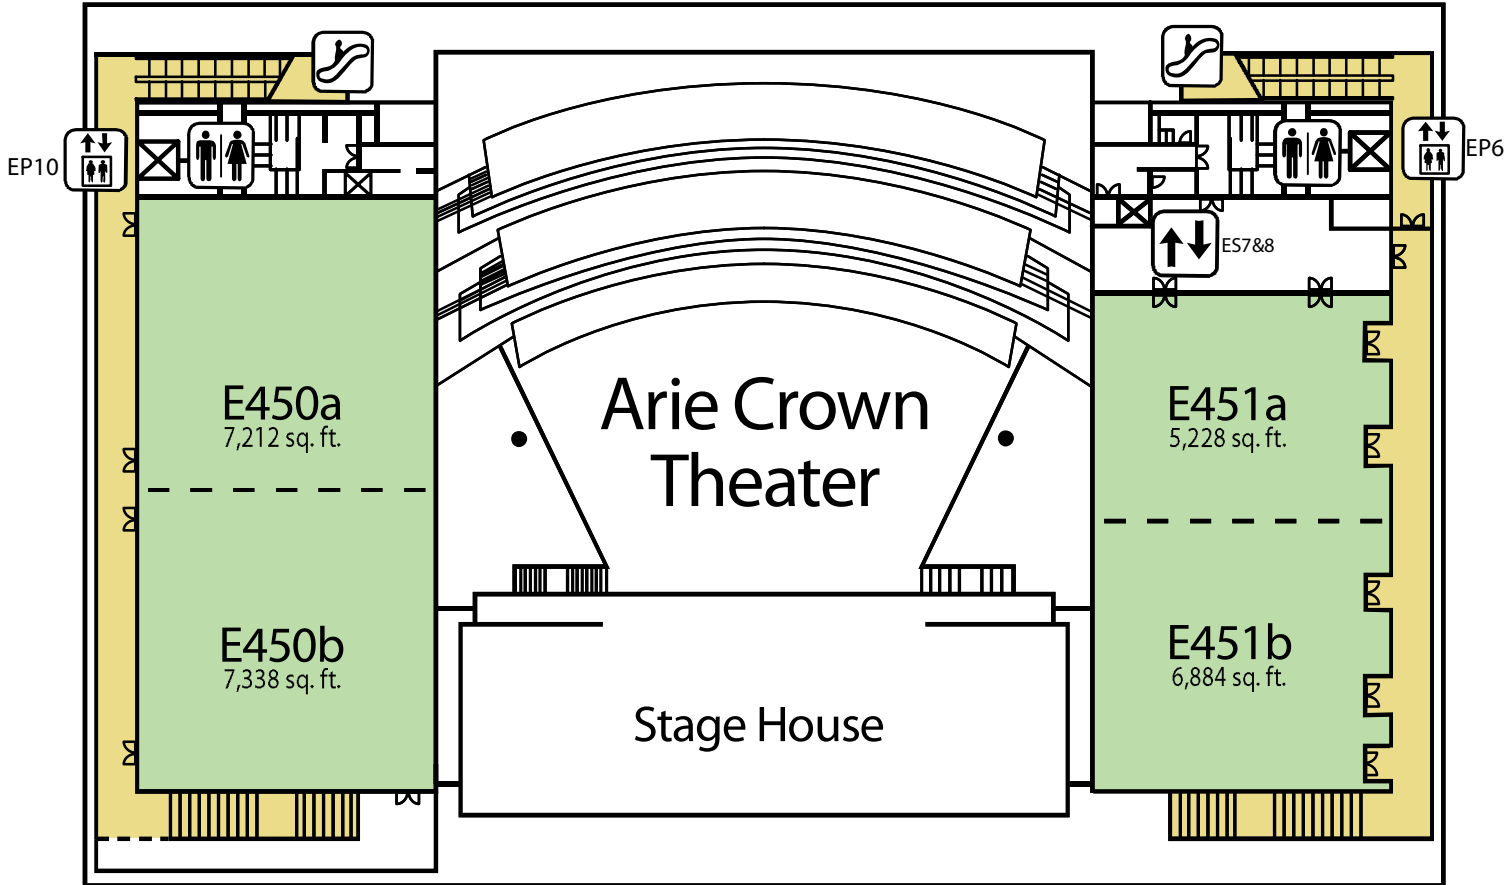 EP10
EP6
ES7&8
E450a
7,212 sq. ft.
Arie Crown
Theater
E451a
5,228 sq. ft.
E450b
7,338 sq. ft.
E451b
6,884 sq. ft.
Stage House